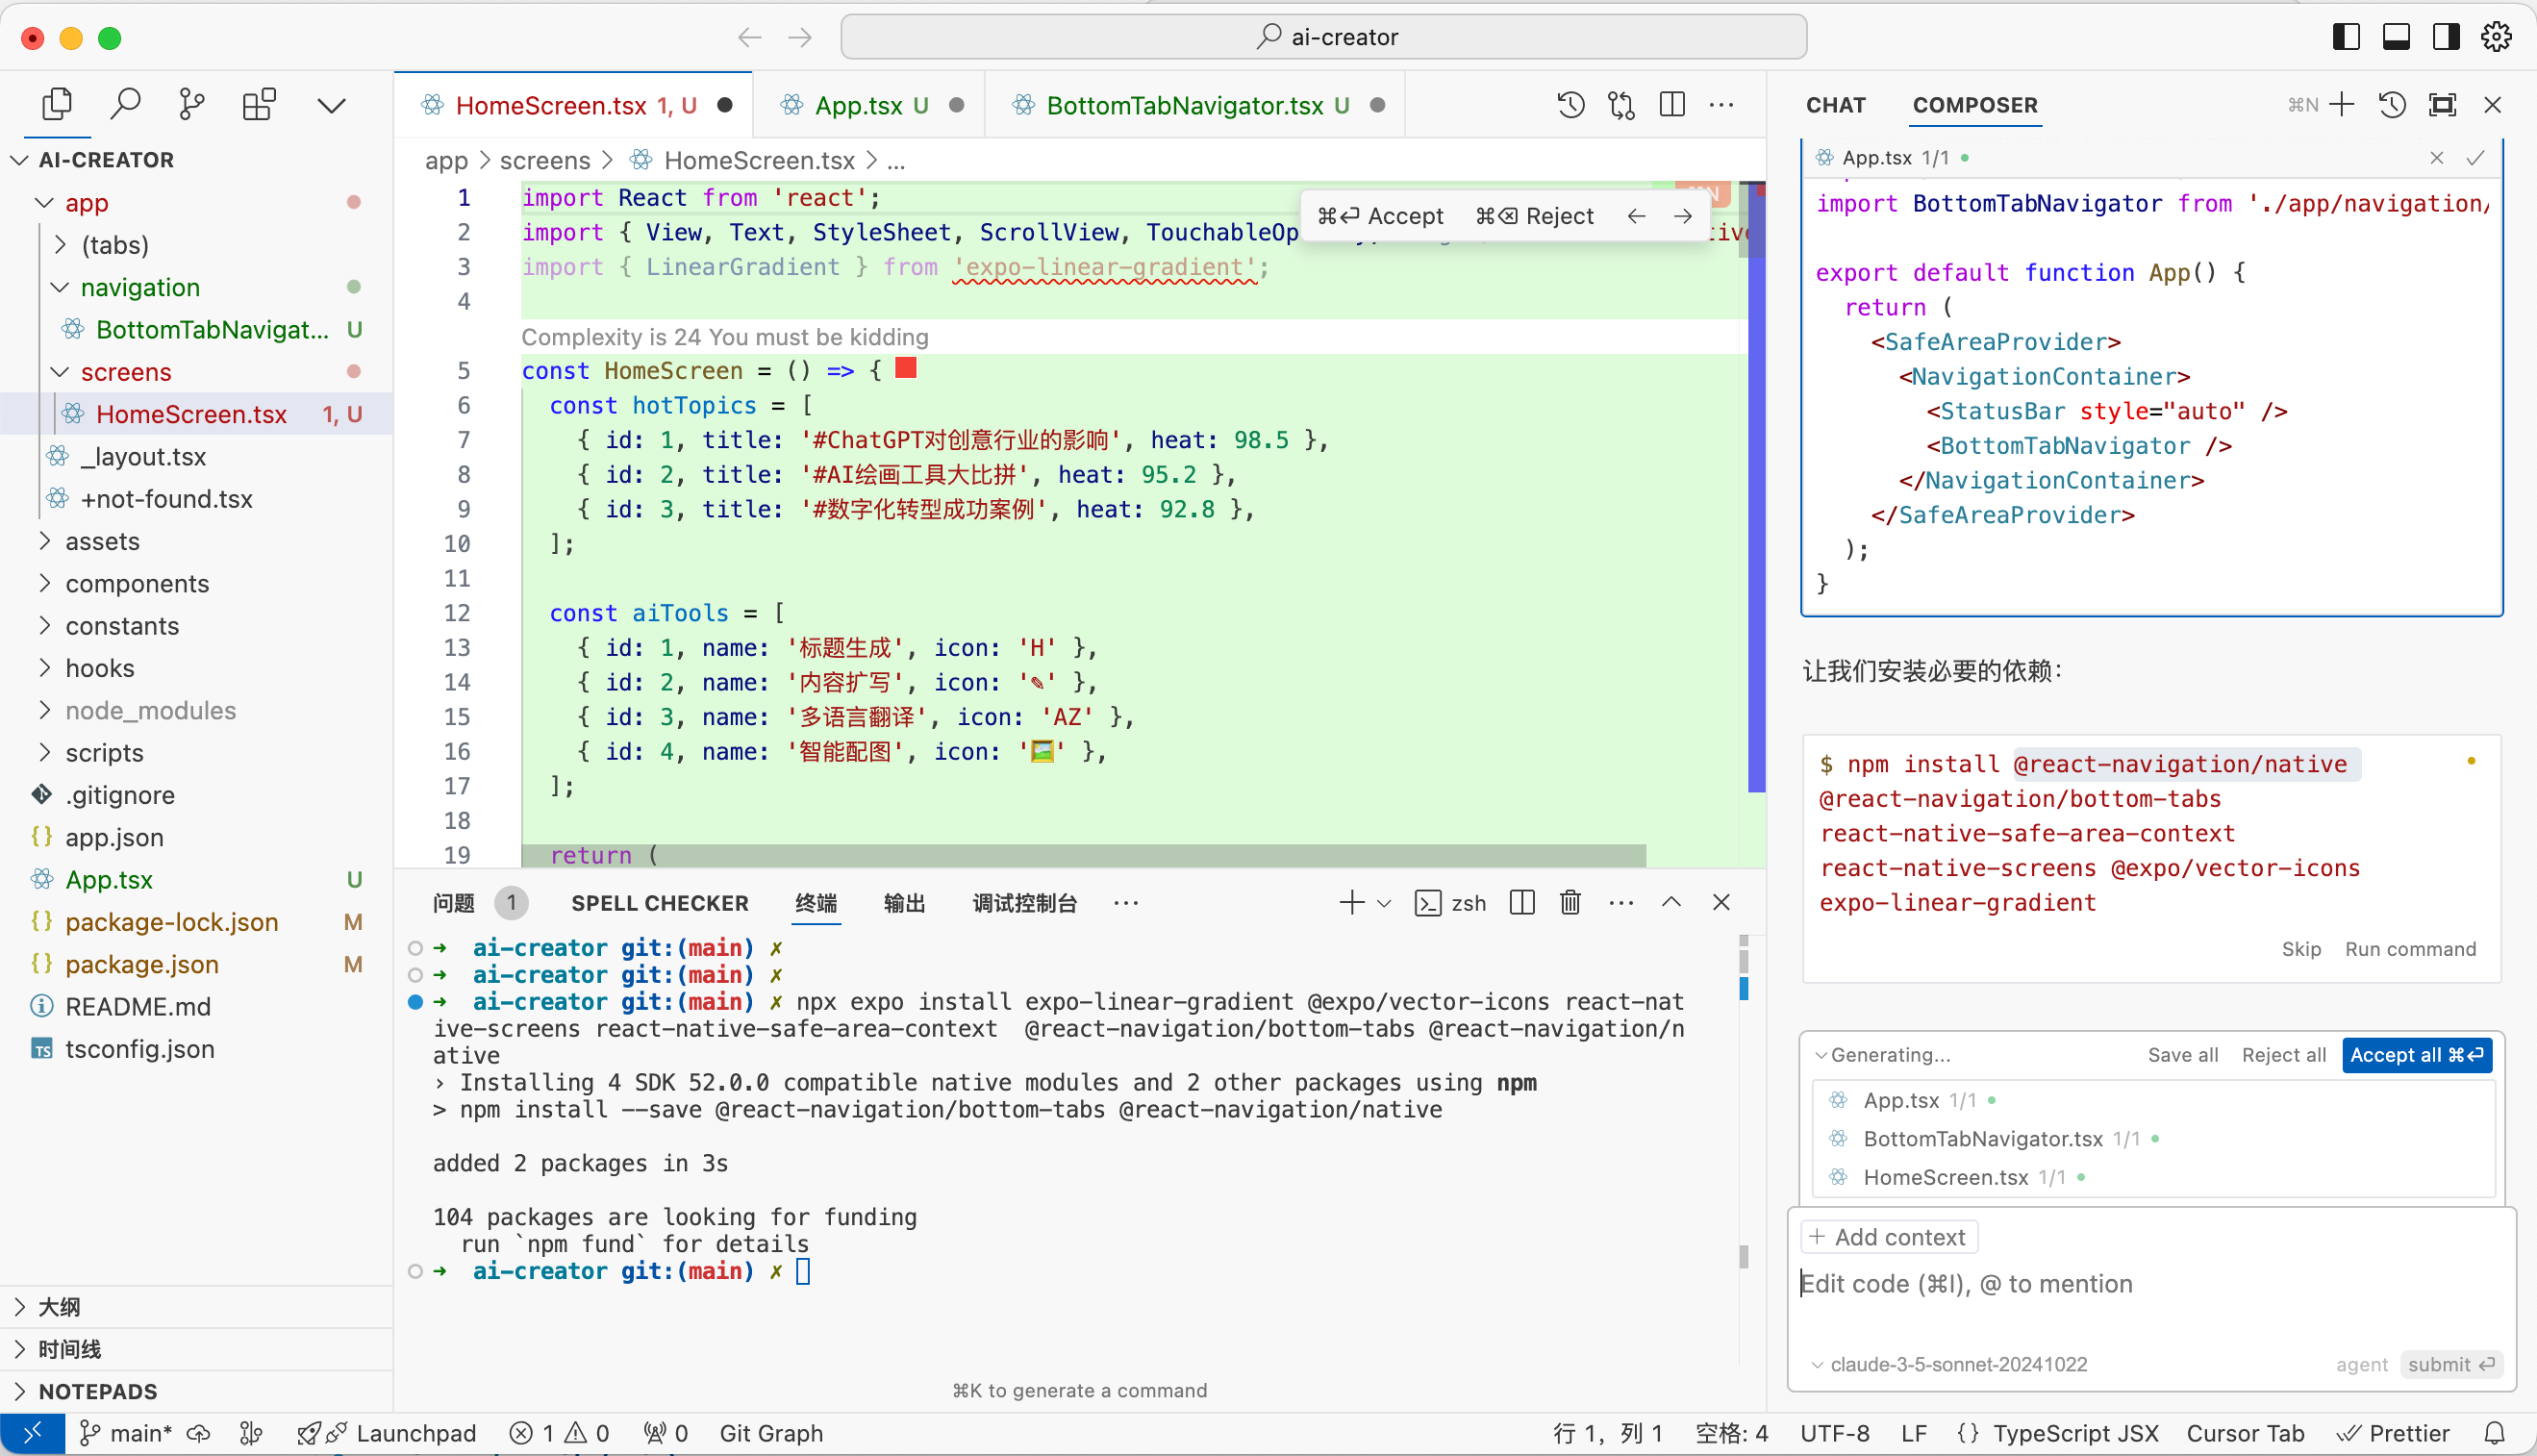 ai-creator
HomeScreen.tsx 1, U
App.tsx U
BottomTabNavigator.tsx U
CHAT
COMPOSER
⌘N
AI-CREATOR
app
(tabs)
navigation
BottomTabNavigat... U
screens
HomeScreen.tsx 1, U
_layout.tsx
+not-found.tsx
assets
components
constants
hooks
node_modules
scripts
.gitignore
app.json
App.tsx U
package-lock.json M
package.json M
README.md
tsconfig.json
大纲
时间线
NOTEPADS
app > screens > HomeScreen.tsx > ...
⌘⏎ Accept ⌘⌫ Reject ← →
1 import React from 'react';
2 import { View, Text, StyleSheet, ScrollView, TouchableOp
3 import { LinearGradient } from 'expo-linear-gradient';
4
Complexity is 24 You must be kidding
5 const HomeScreen = () => {
6 const hotTopics = [
7 { id: 1, title: '#ChatGPT对创意行业的影响', heat: 98.5 },
8 { id: 2, title: '#AI绘画工具大比拼', heat: 95.2 },
9 { id: 3, title: '#数字化转型成功案例', heat: 92.8 },
10 ];
11
12 const aiTools = [
13 { id: 1, name: '标题生成', icon: 'H' },
14 { id: 2, name: '内容扩写', icon: '✎' },
15 { id: 3, name: '多语言翻译', icon: 'AZ' },
16 { id: 4, name: '智能配图', icon: '🖼️' },
17 ];
18
19 return (
问题 1 SPELL CHECKER 终端 输出 调试控制台 ···
zsh
➜ ai-creator git:(main) ✗
➜ ai-creator git:(main) ✗
➜ ai-creator git:(main) ✗ npx expo install expo-linear-gradient @expo/vector-icons react-nat
ive-screens react-native-safe-area-context @react-navigation/bottom-tabs @react-navigation/n
ative
› Installing 4 SDK 52.0.0 compatible native modules and 2 other packages using npm
> npm install --save @react-navigation/bottom-tabs @react-navigation/native
added 2 packages in 3s
104 packages are looking for funding
run `npm fund` for details
➜ ai-creator git:(main) ✗
⌘K to generate a command
App.tsx 1/1
import BottomTabNavigator from './app/navigation/
export default function App() {
return (
<SafeAreaProvider>
<NavigationContainer>
<StatusBar style="auto" />
<BottomTabNavigator />
</NavigationContainer>
</SafeAreaProvider>
);
}
让我们安装必要的依赖：
$ npm install @react-navigation/native
@react-navigation/bottom-tabs
react-native-safe-area-context
react-native-screens @expo/vector-icons
expo-linear-gradient
Skip Run command
Generating... Save all Reject all Accept all ⌘⏎
App.tsx 1/1
BottomTabNavigator.tsx 1/1
HomeScreen.tsx 1/1
+ Add context
Edit code (⌘I), @ to mention
claude-3-5-sonnet-20241022 agent submit ⏎
main* Launchpad 1 0 0 Git Graph
行 1，列 1 空格: 4 UTF-8 LF {} TypeScript JSX Cursor Tab Prettier